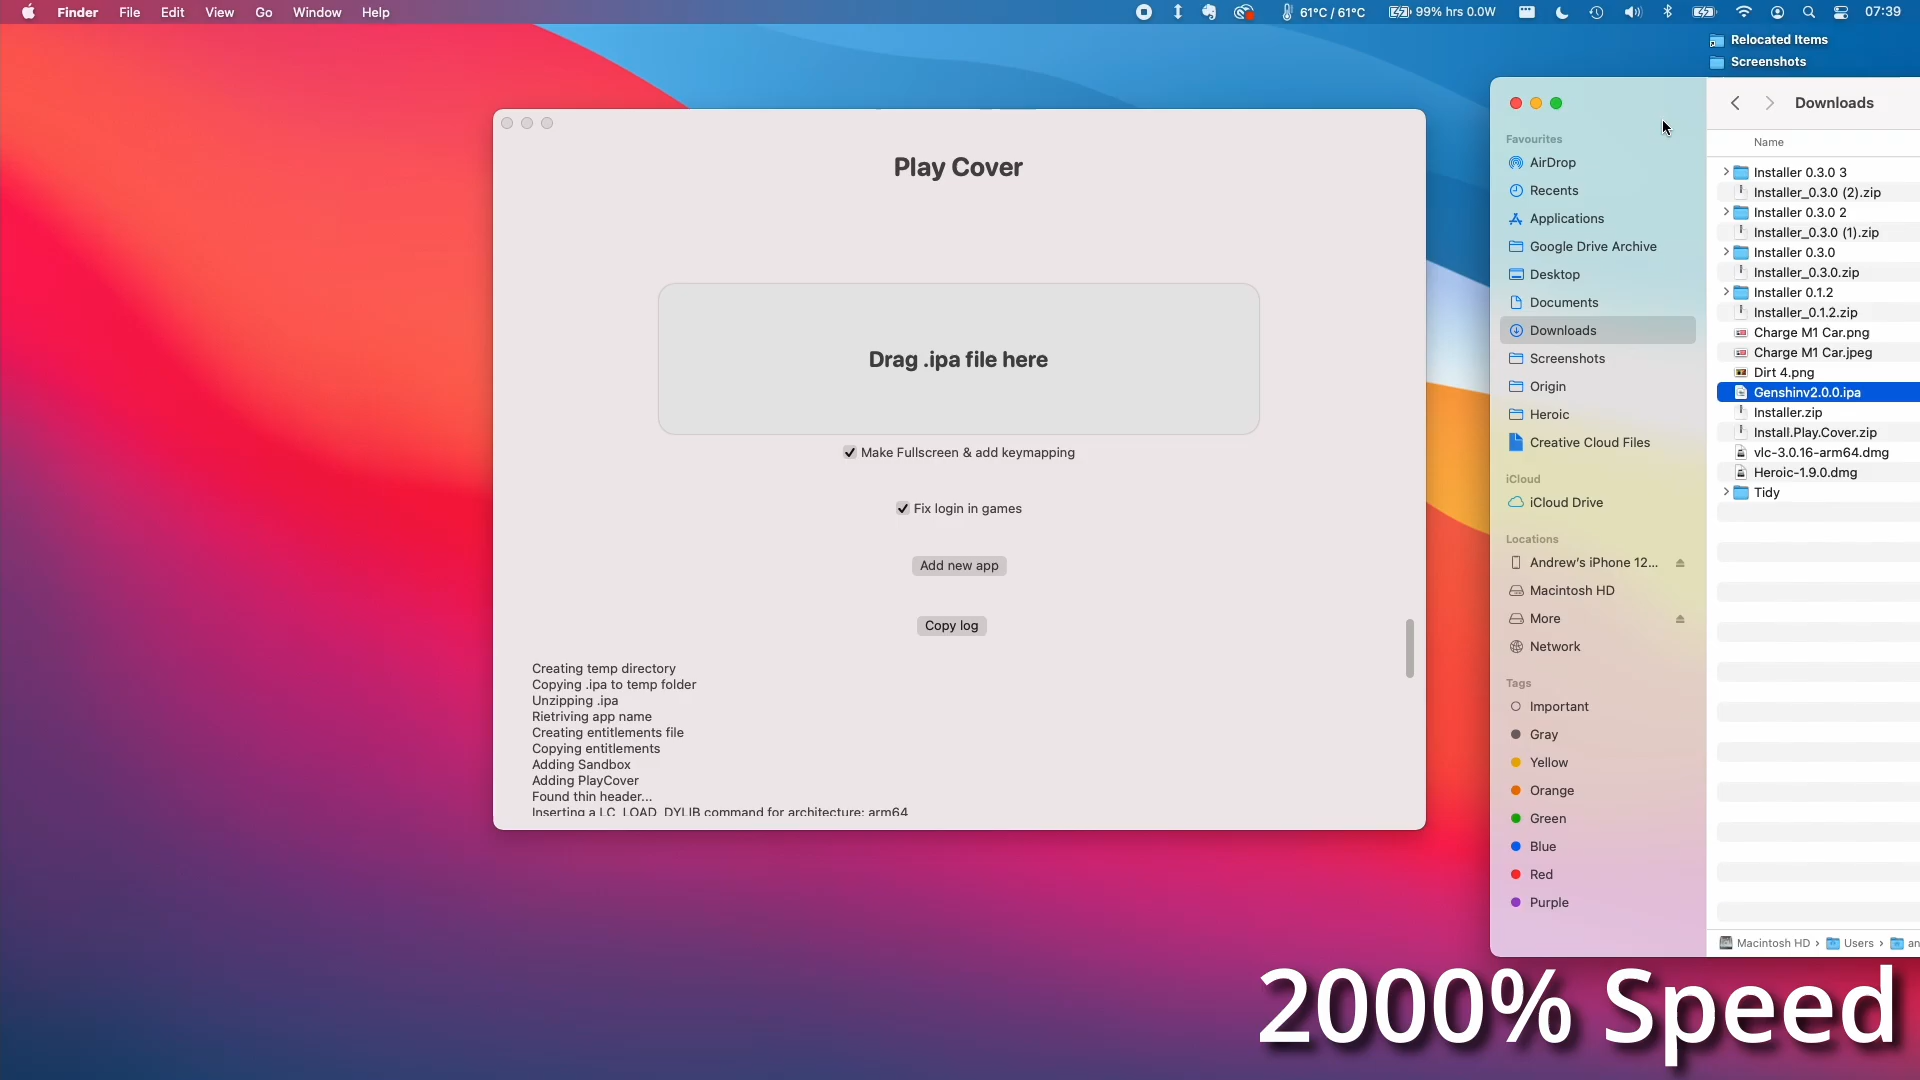 Finder File Edit View Go Window Help
61°C / 61°C 99% hrs 0.0W 07:39
Relocated Items
Screenshots
Play Cover
Drag .ipa file here
Make Fullscreen & add keymapping
Fix login in games
Add new app
Copy log
Creating temp directory
Copying .ipa to temp folder
Unzipping .ipa
Rietriving app name
Creating entitlements file
Copying entitlements
Adding Sandbox
Adding PlayCover
Found thin header...
Inserting a LC_LOAD_DYLIB command for architecture: arm64
Favourites
AirDrop
Recents
Applications
Google Drive Archive
Desktop
Documents
Downloads
Screenshots
Origin
Heroic
Creative Cloud Files
iCloud
iCloud Drive
Locations
Andrew's iPhone 12...
Macintosh HD
More
Network
Tags
Important
Gray
Yellow
Orange
Green
Blue
Red
Purple
Downloads
Name
Installer 0.3.0 3
Installer_0.3.0 (2).zip
Installer 0.3.0 2
Installer_0.3.0 (1).zip
Installer 0.3.0
Installer_0.3.0.zip
Installer 0.1.2
Installer_0.1.2.zip
Charge M1 Car.png
Charge M1 Car.jpeg
Dirt 4.png
Genshinv2.0.0.ipa
Installer.zip
Install.Play.Cover.zip
vlc-3.0.16-arm64.dmg
Heroic-1.9.0.dmg
Tidy
Macintosh HD › Users › an
2000% Speed